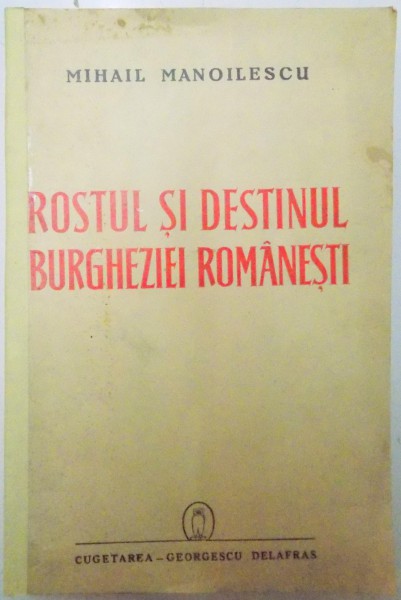 MIHAIL MANOILESCU
ROSTUL ȘI DESTINUL
BURGHEZIEI ROMÂNEȘTI
CUGETAREA - GEORGESCU DELAFRAS